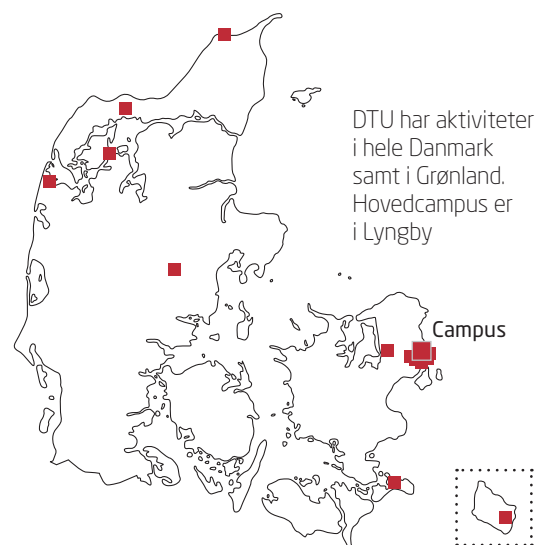 DTU har aktiviteter
i hele Danmark
samt i Grønland.
Hovedcampus er
i Lyngby
Campus